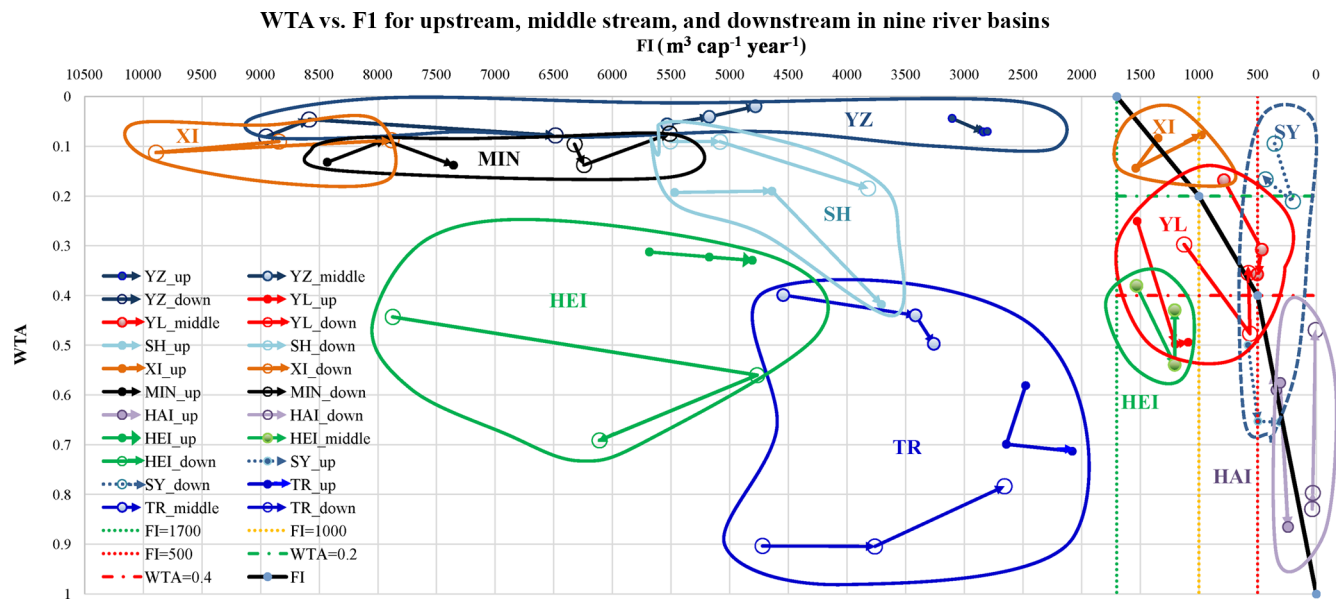 WTA vs. F1 for upstream, middle stream, and downstream in nine river basins
FI (m³ cap⁻¹ year⁻¹)
10500 10000 9500 9000 8500 8000 7500 7000 6500 6000 5500 5000 4500 4000 3500 3000 2500 2000 1500 1000 500 0
0
0.1
0.2
0.3
0.4
0.5
0.6
0.7
0.8
0.9
1
WTA
XI
MIN
YZ
XI
SY
SH
YL
HEI
HEI
TR
HAI
YZ_up YZ_middle
YZ_down YL_up
YL_middle YL_down
SH_up SH_down
XI_up XI_down
MIN_up MIN_down
HAI_up HAI_down
HEI_up HEI_middle
HEI_down SY_up
SY_down TR_up
TR_middle TR_down
FI=1700 FI=1000
FI=500 WTA=0.2
WTA=0.4 FI